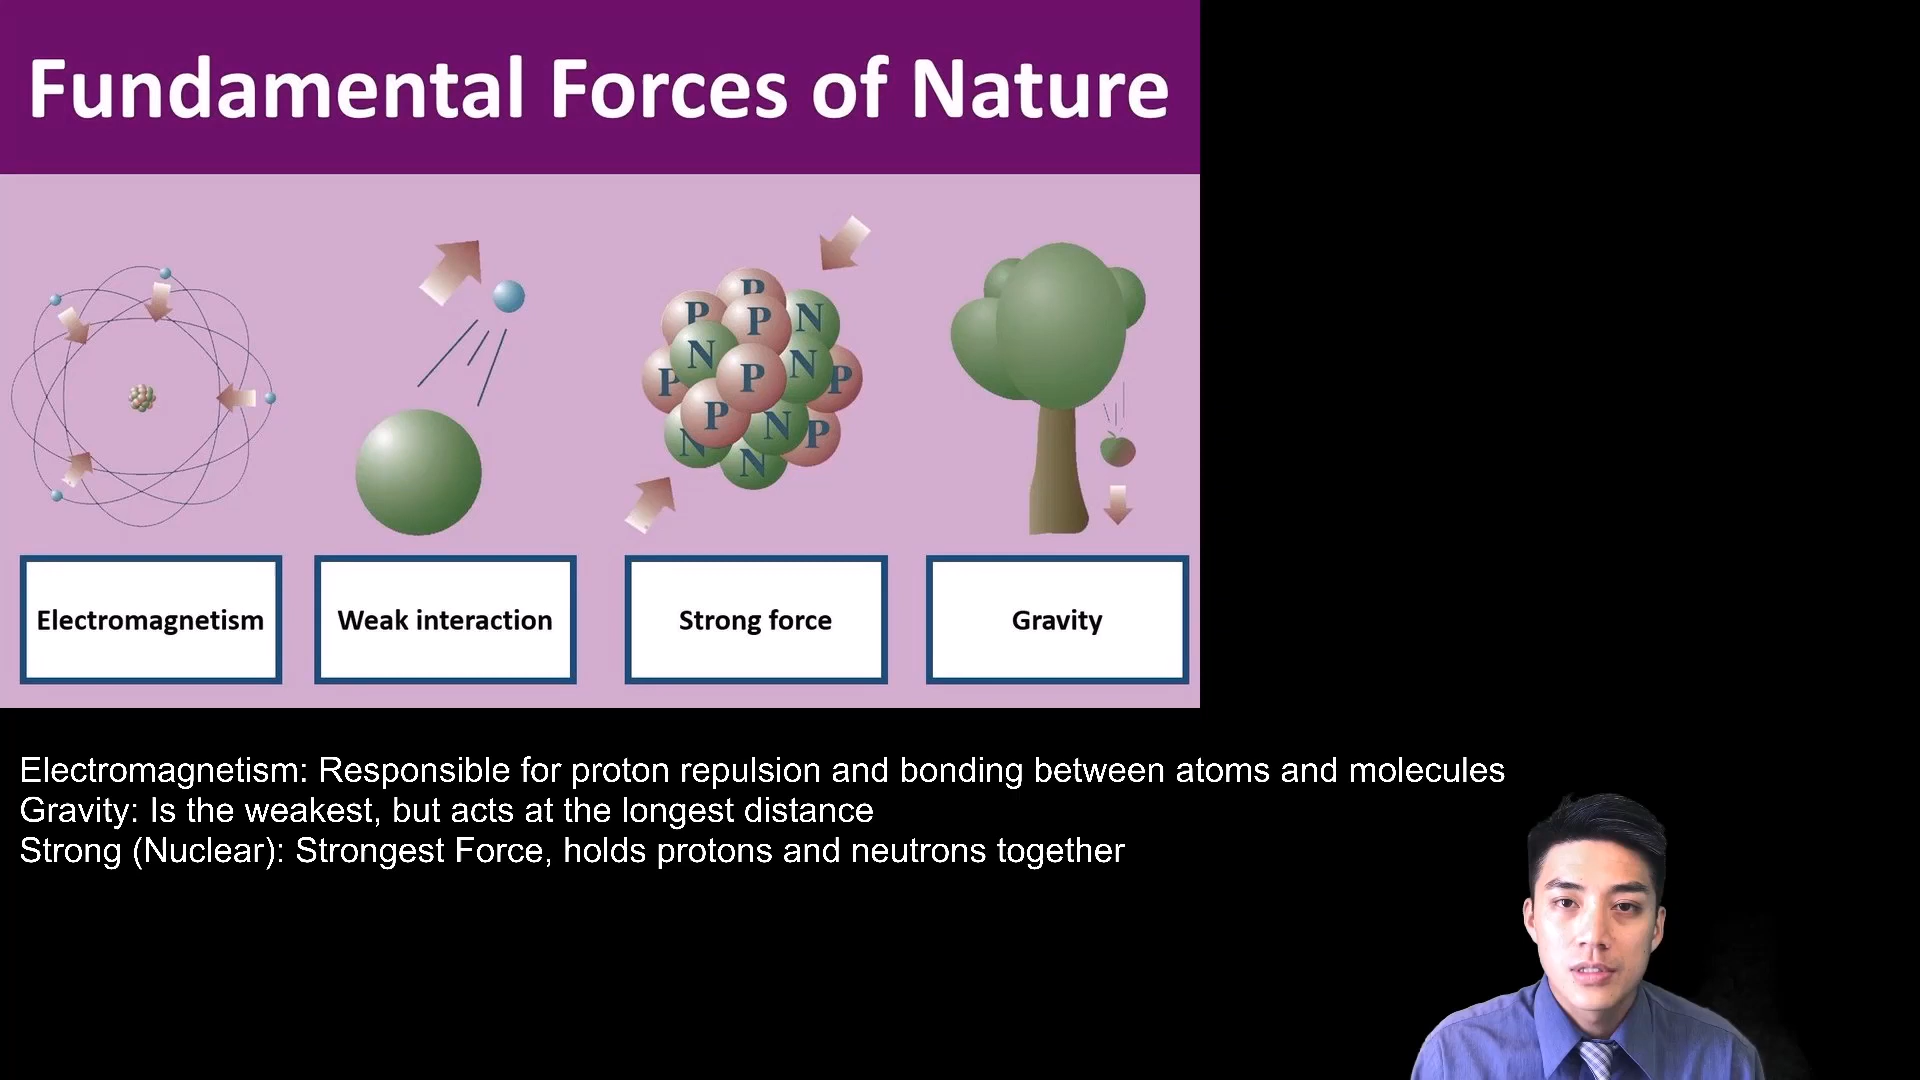 Fundamental Forces of Nature
P
P
P
N
N
N
P
P
P
P
N
N
P
N
Electromagnetism
Weak interaction
Strong force
Gravity
Electromagnetism: Responsible for proton repulsion and bonding between atoms and molecules
Gravity: Is the weakest, but acts at the longest distance
Strong (Nuclear): Strongest Force, holds protons and neutrons together